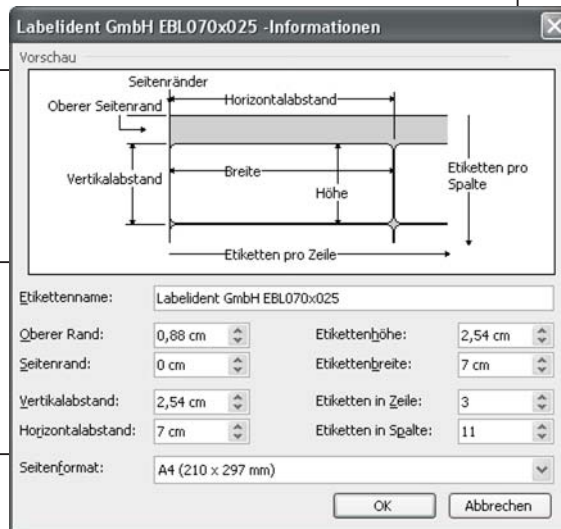 Labelident GmbH EBL070x025 -Informationen
Vorschau
Seitenränder
Oberer Seitenrand
Horizontalabstand
Vertikalabstand
Breite
Höhe
Etiketten pro
Spalte
Etiketten pro Zeile
Etikettenname: Labelident GmbH EBL070x025
Oberer Rand: 0,88 cm Etikettenhöhe: 2,54 cm
Seitenrand: 0 cm Etikettenbreite: 7 cm
Vertikalabstand: 2,54 cm Etiketten in Zeile: 3
Horizontalabstand: 7 cm Etiketten in Spalte: 11
Seitenformat: A4 (210 x 297 mm)
OK Abbrechen